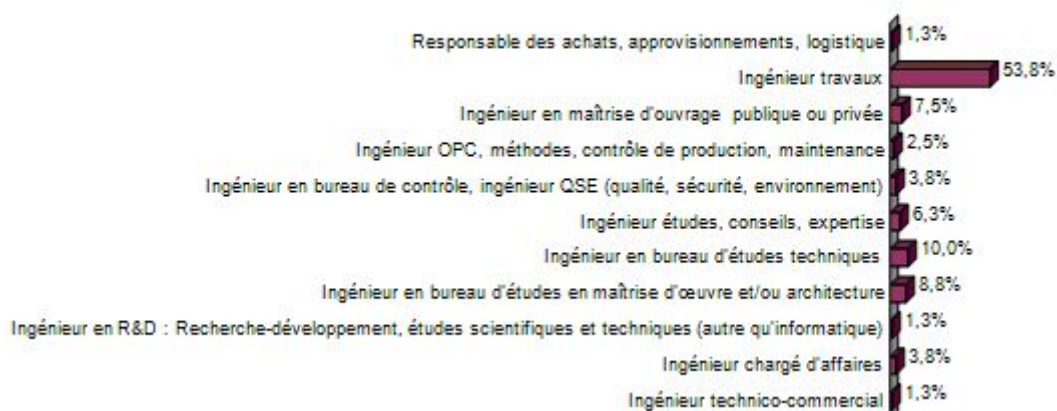 Responsable des achats, approvisionnements, logistique 1,3%
Ingénieur travaux 53,8%
Ingénieur en maîtrise d'ouvrage publique ou privée 7,5%
Ingénieur OPC, méthodes, contrôle de production, maintenance 2,5%
Ingénieur en bureau de contrôle, ingénieur QSE (qualité, sécurité, environnement) 3,8%
Ingénieur études, conseils, expertise 6,3%
Ingénieur en bureau d'études techniques 10,0%
Ingénieur en bureau d'études en maîtrise d'œuvre et/ou architecture 8,8%
Ingénieur en R&D : Recherche-développement, études scientifiques et techniques (autre qu'informatique) 1,3%
Ingénieur chargé d'affaires 3,8%
Ingénieur technico-commercial 1,3%